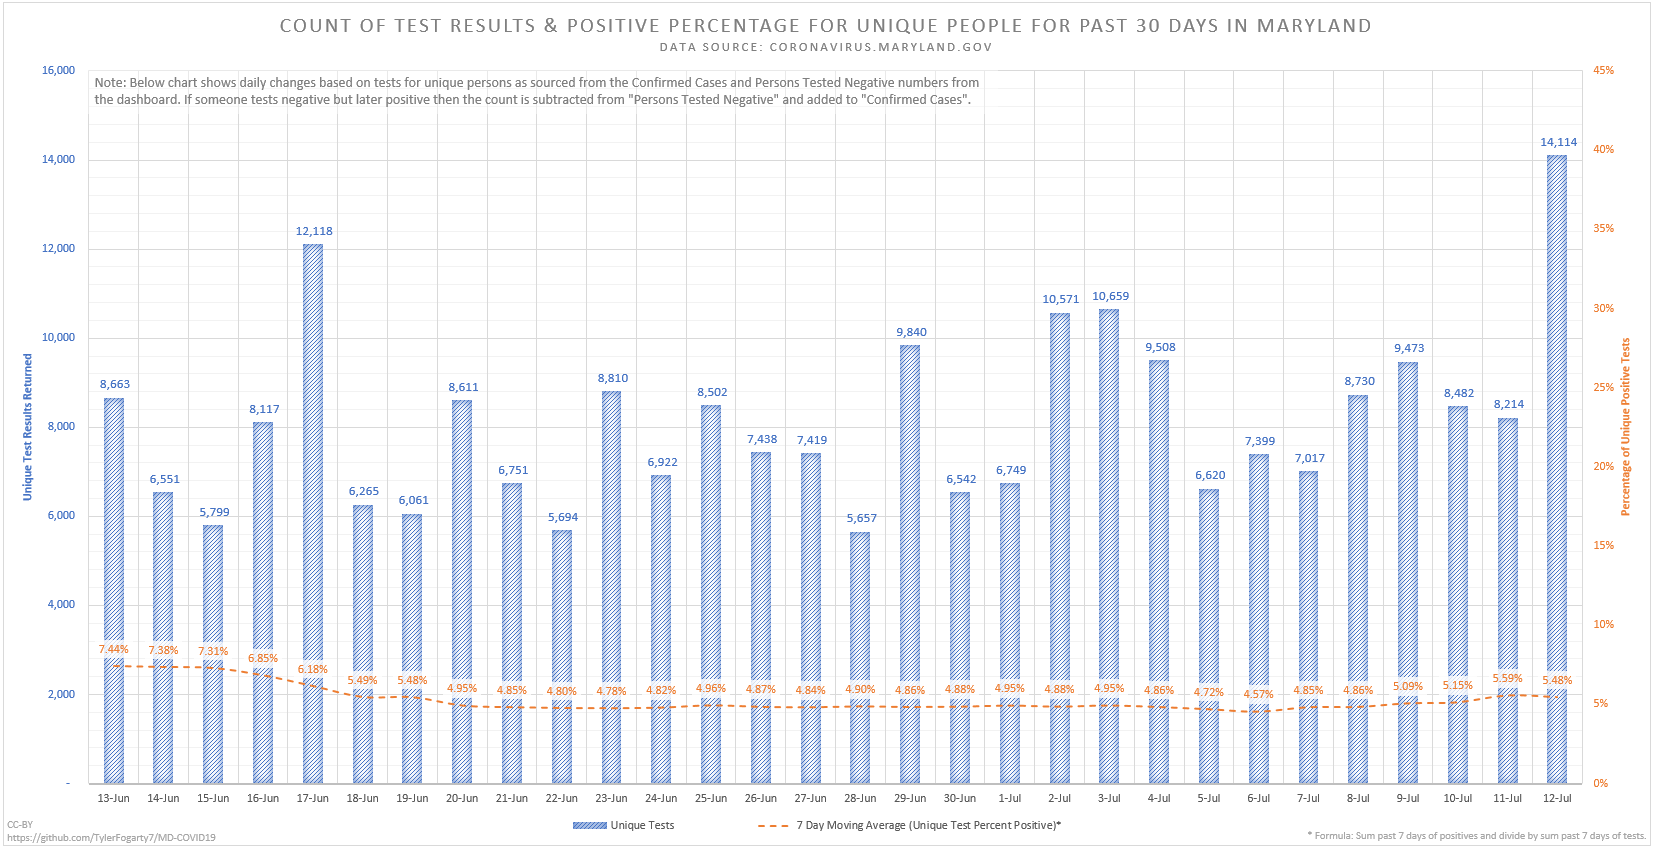 COUNT OF TEST RESULTS & POSITIVE PERCENTAGE FOR UNIQUE PEOPLE FOR PAST 30 DAYS IN MARYLAND
DATA SOURCE: CORONAVIRUS.MARYLAND.GOV
Note: Below chart shows daily changes based on tests for unique persons as sourced from the Confirmed Cases and Persons Tested Negative numbers from
the dashboard. If someone tests negative but later positive then the count is subtracted from "Persons Tested Negative" and added to "Confirmed Cases".
Unique Test Results Returned
16,000
14,000
12,000
10,000
8,000
6,000
4,000
2,000
-
8,663 6,551 5,799 8,117 12,118 6,265 6,061 8,611 6,751 5,694 8,810 6,922 8,502 7,438 7,419 5,657 9,840 6,542 6,749 10,571 10,659 9,508 6,620 7,399 7,017 8,730 9,473 8,482 8,214 14,114
7.44% 7.38% 7.31% 6.85% 6.18% 5.49% 5.48% 4.95% 4.85% 4.80% 4.78% 4.82% 4.96% 4.87% 4.84% 4.90% 4.86% 4.88% 4.95% 4.88% 4.95% 4.86% 4.72% 4.57% 4.85% 4.86% 5.09% 5.15% 5.59% 5.48%
45%
40%
35%
30%
25%
20%
15%
10%
5%
0%
Percentage of Unique Positive Tests
13-Jun 14-Jun 15-Jun 16-Jun 17-Jun 18-Jun 19-Jun 20-Jun 21-Jun 22-Jun 23-Jun 24-Jun 25-Jun 26-Jun 27-Jun 28-Jun 29-Jun 30-Jun 1-Jul 2-Jul 3-Jul 4-Jul 5-Jul 6-Jul 7-Jul 8-Jul 9-Jul 10-Jul 11-Jul 12-Jul
Unique Tests
7 Day Moving Average (Unique Test Percent Positive)*
CC-BY
https://github.com/TylerFogarty7/MD-COVID19
* Formula: Sum past 7 days of positives and divide by sum past 7 days of tests.